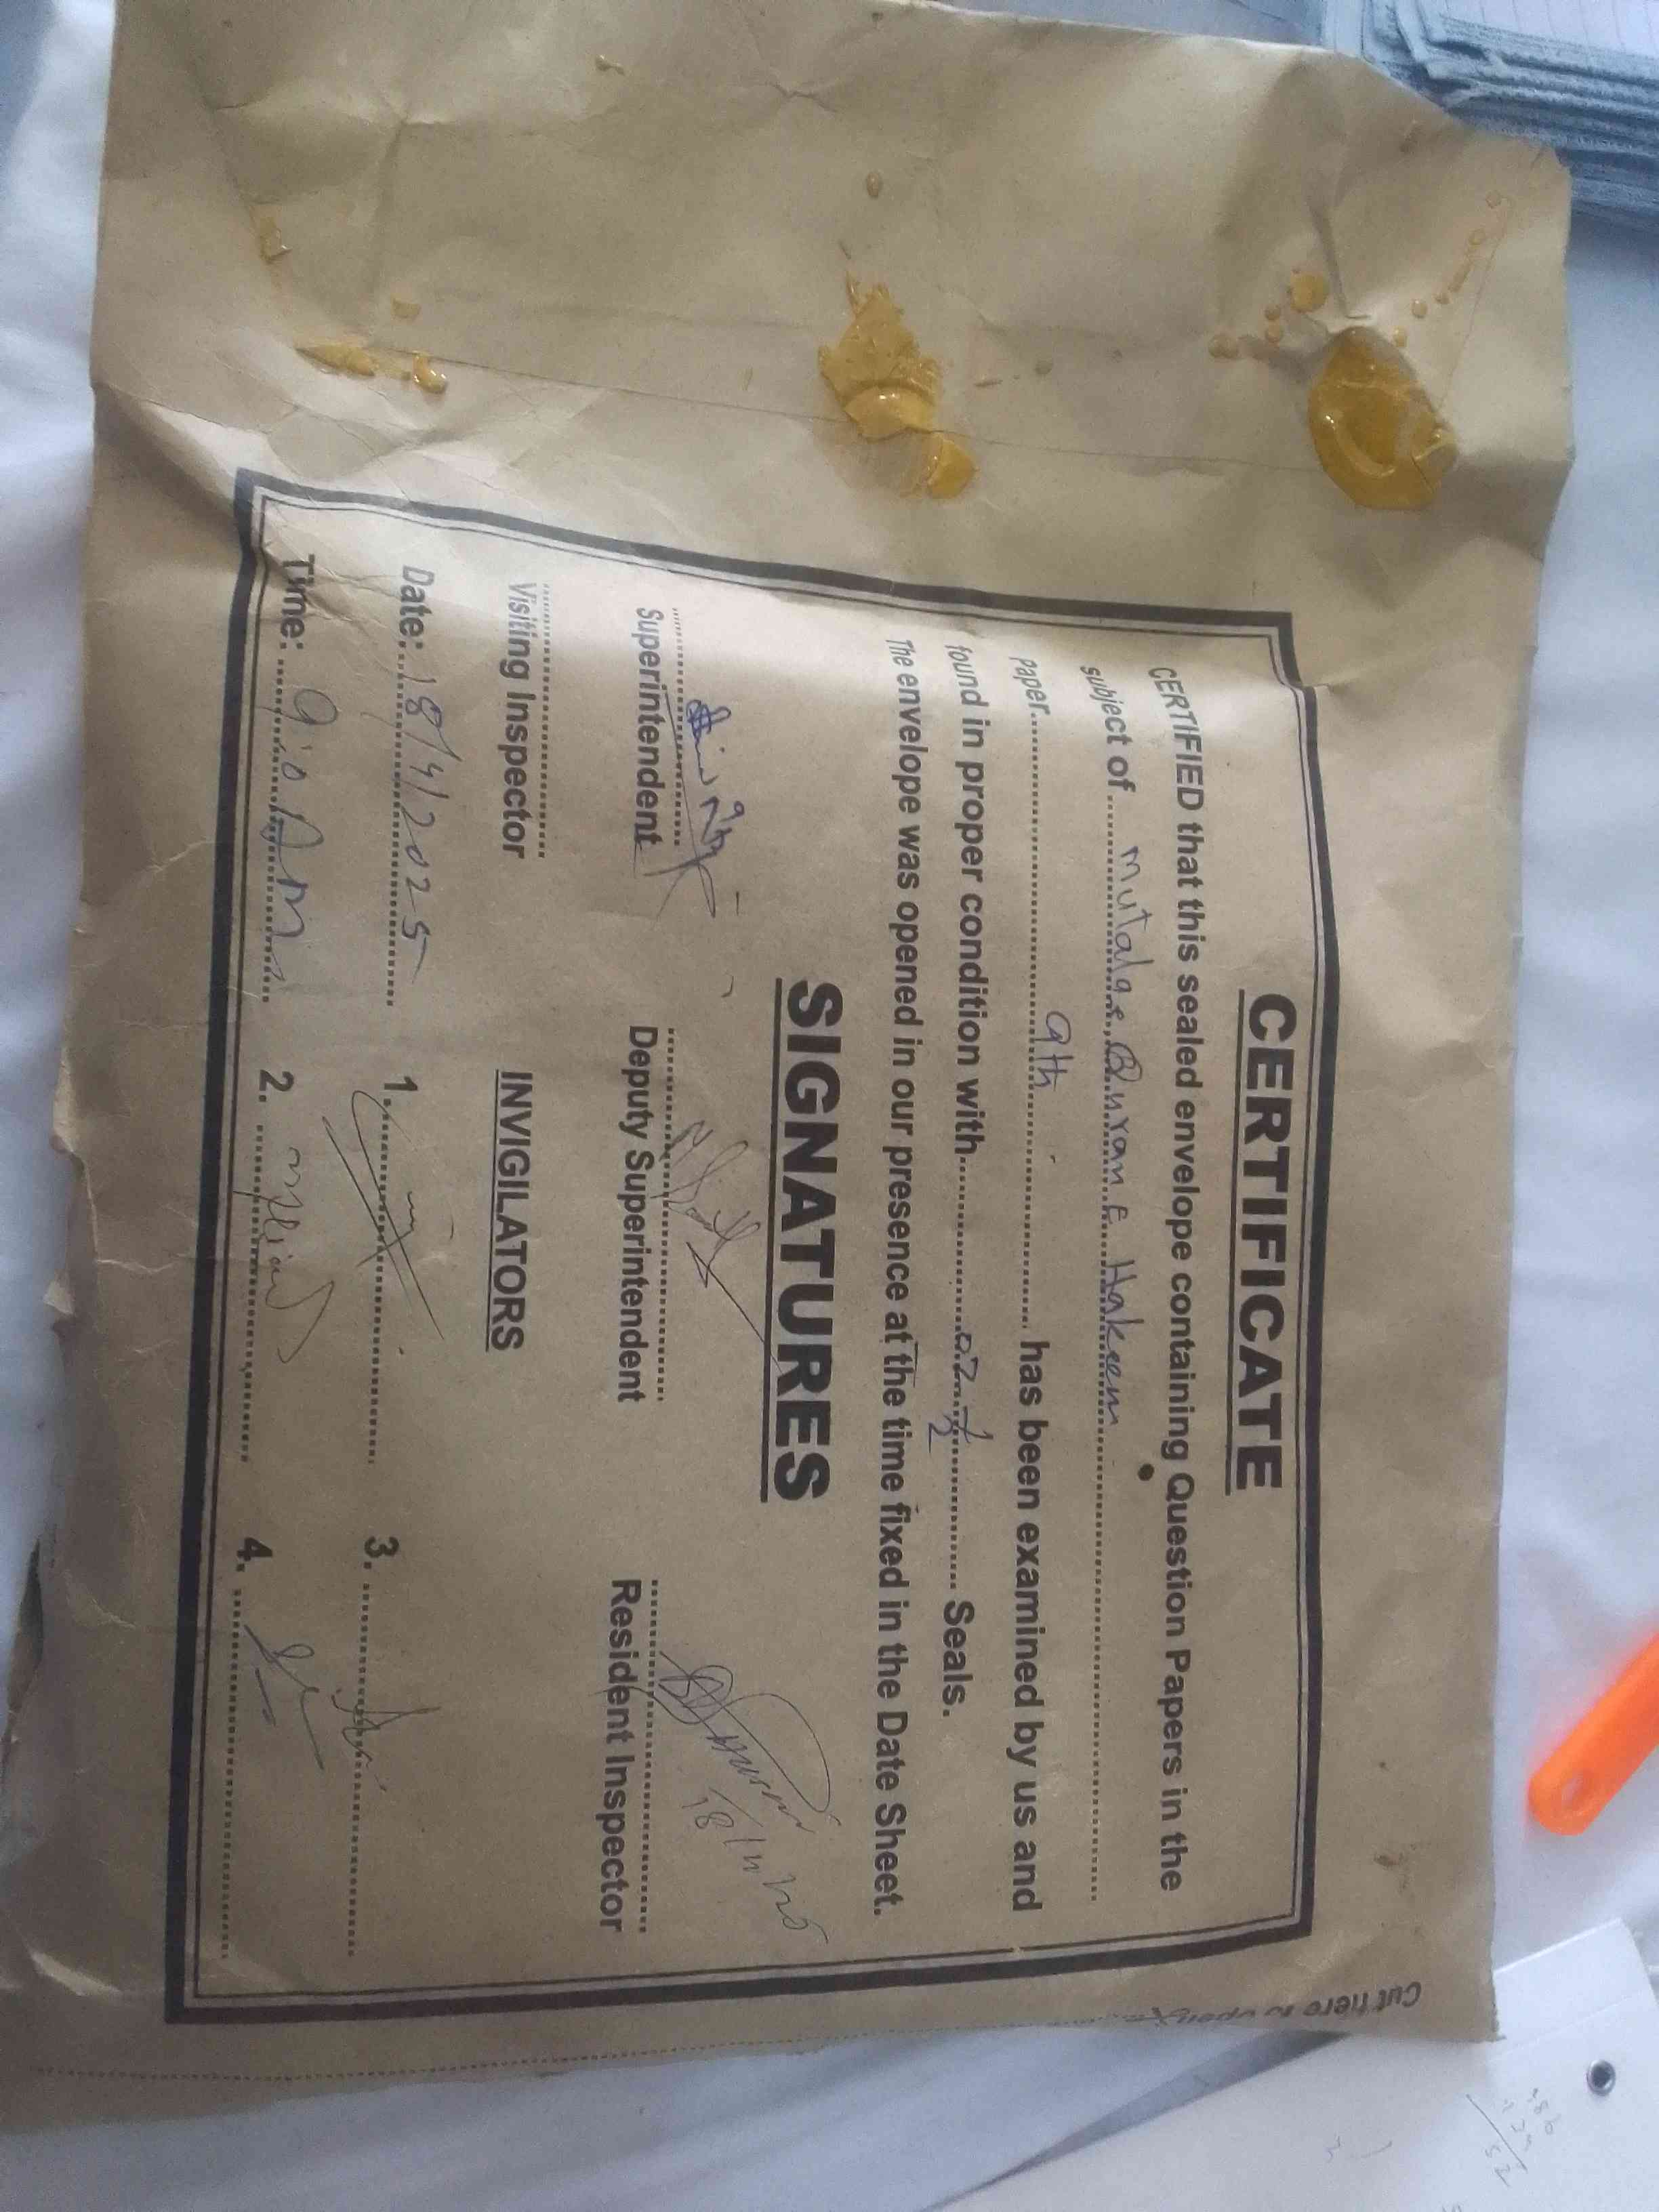 CERTIFICATE
CERTIFIED that this sealed envelope containing Question Papers in the
subject of mutalae Quran E Hakeem
paper 9th has been examined by us and
found in proper condition with 02 1/2 Seals.
The envelope was opened in our presence at the time fixed in the Date Sheet.
SIGNATURES
Superintendent Deputy Superintendent Resident Inspector
Visiting Inspector INVIGILATORS
Date: 18/4/2025 1. 3.
Time: 9:0 Am 2. 4.
Cut here to open